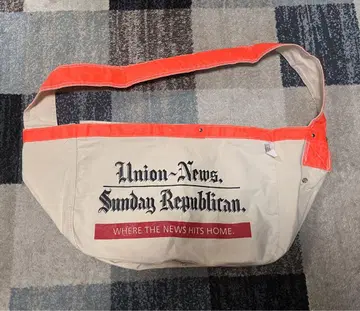 Union-News.
Sunday Republican.
WHERE THE NEWS HITS HOME.